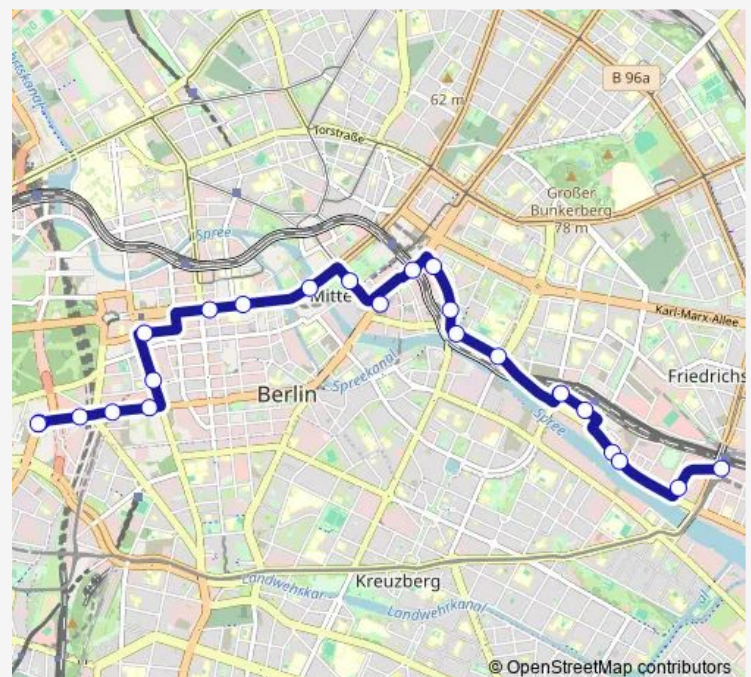 B 96a
62 m
Torstraße
Großer
Bunkerberg
78 m
Spree
Mitte
Karl-Marx-Allee
Friedrichs
Spreekanal
Berlin
Spree
Kreuzberg
Landwehrkanal
© OpenStreetMap contributors